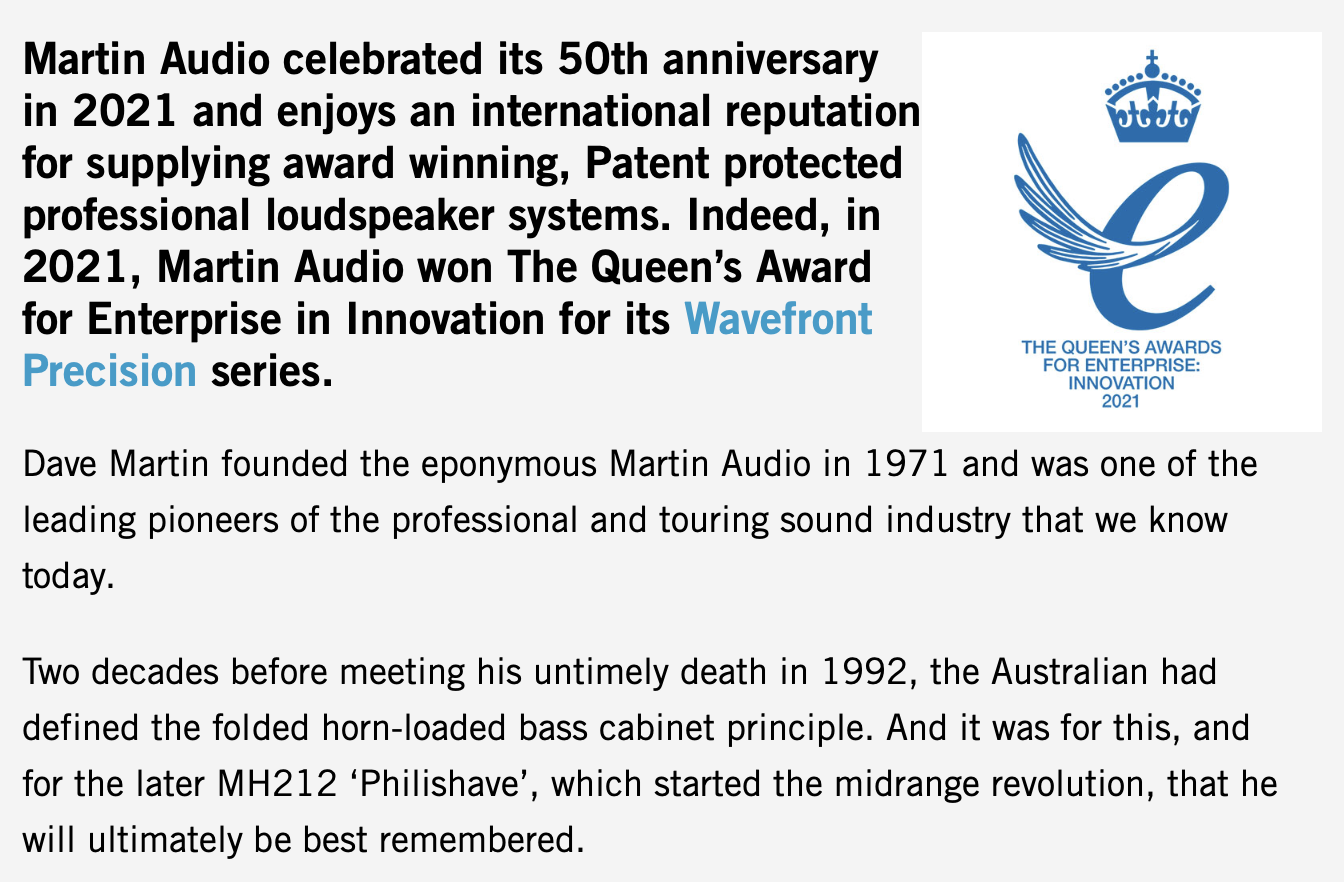 Martin Audio celebrated its 50th anniversary
in 2021 and enjoys an international reputation
for supplying award winning, Patent protected
professional loudspeaker systems. Indeed, in
2021, Martin Audio won The Queen’s Award
for Enterprise in Innovation for its Wavefront
Precision series.
THE QUEEN’S AWARDS
FOR ENTERPRISE:
INNOVATION
2021
Dave Martin founded the eponymous Martin Audio in 1971 and was one of the
leading pioneers of the professional and touring sound industry that we know
today.
Two decades before meeting his untimely death in 1992, the Australian had
defined the folded horn-loaded bass cabinet principle. And it was for this, and
for the later MH212 ‘Philishave’, which started the midrange revolution, that he
will ultimately be best remembered.